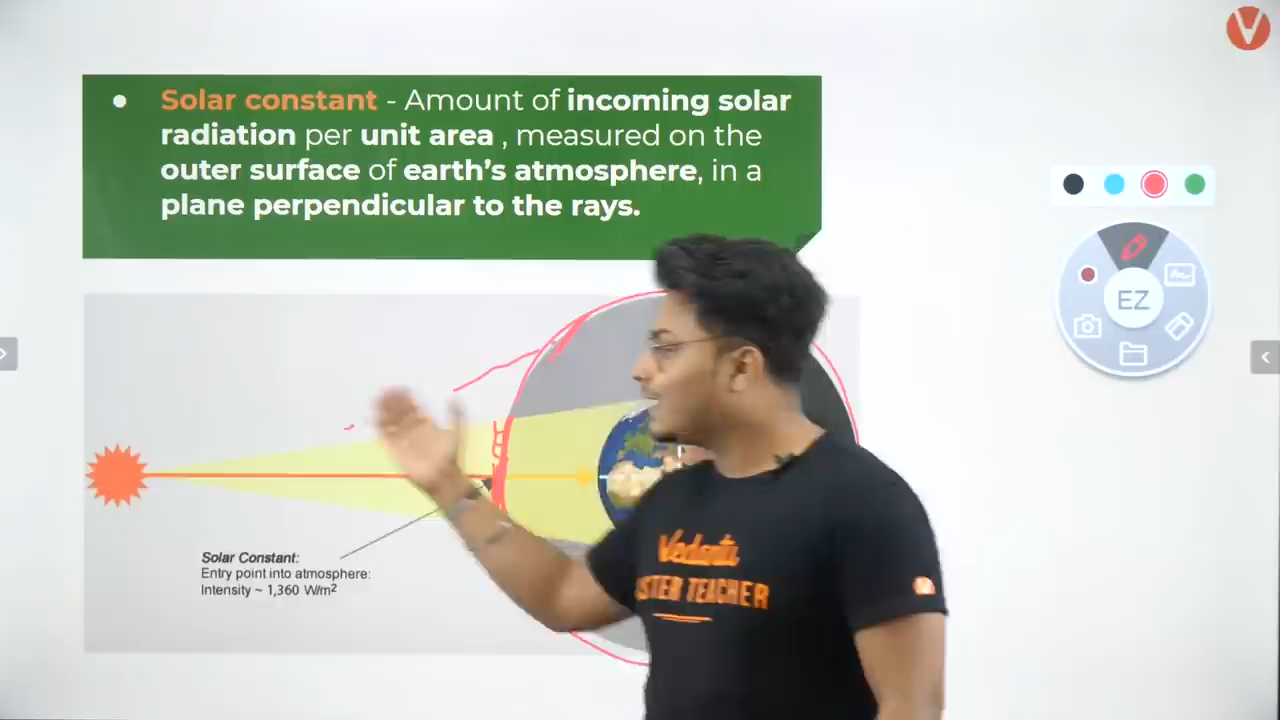 Solar constant - Amount of incoming solar
radiation per unit area , measured on the
outer surface of earth's atmosphere, in a
plane perpendicular to the rays.
EZ
Solar Constant:
Entry point into atmosphere:
Intensity ~ 1,360 W/m²
Vedantu
TEACHER